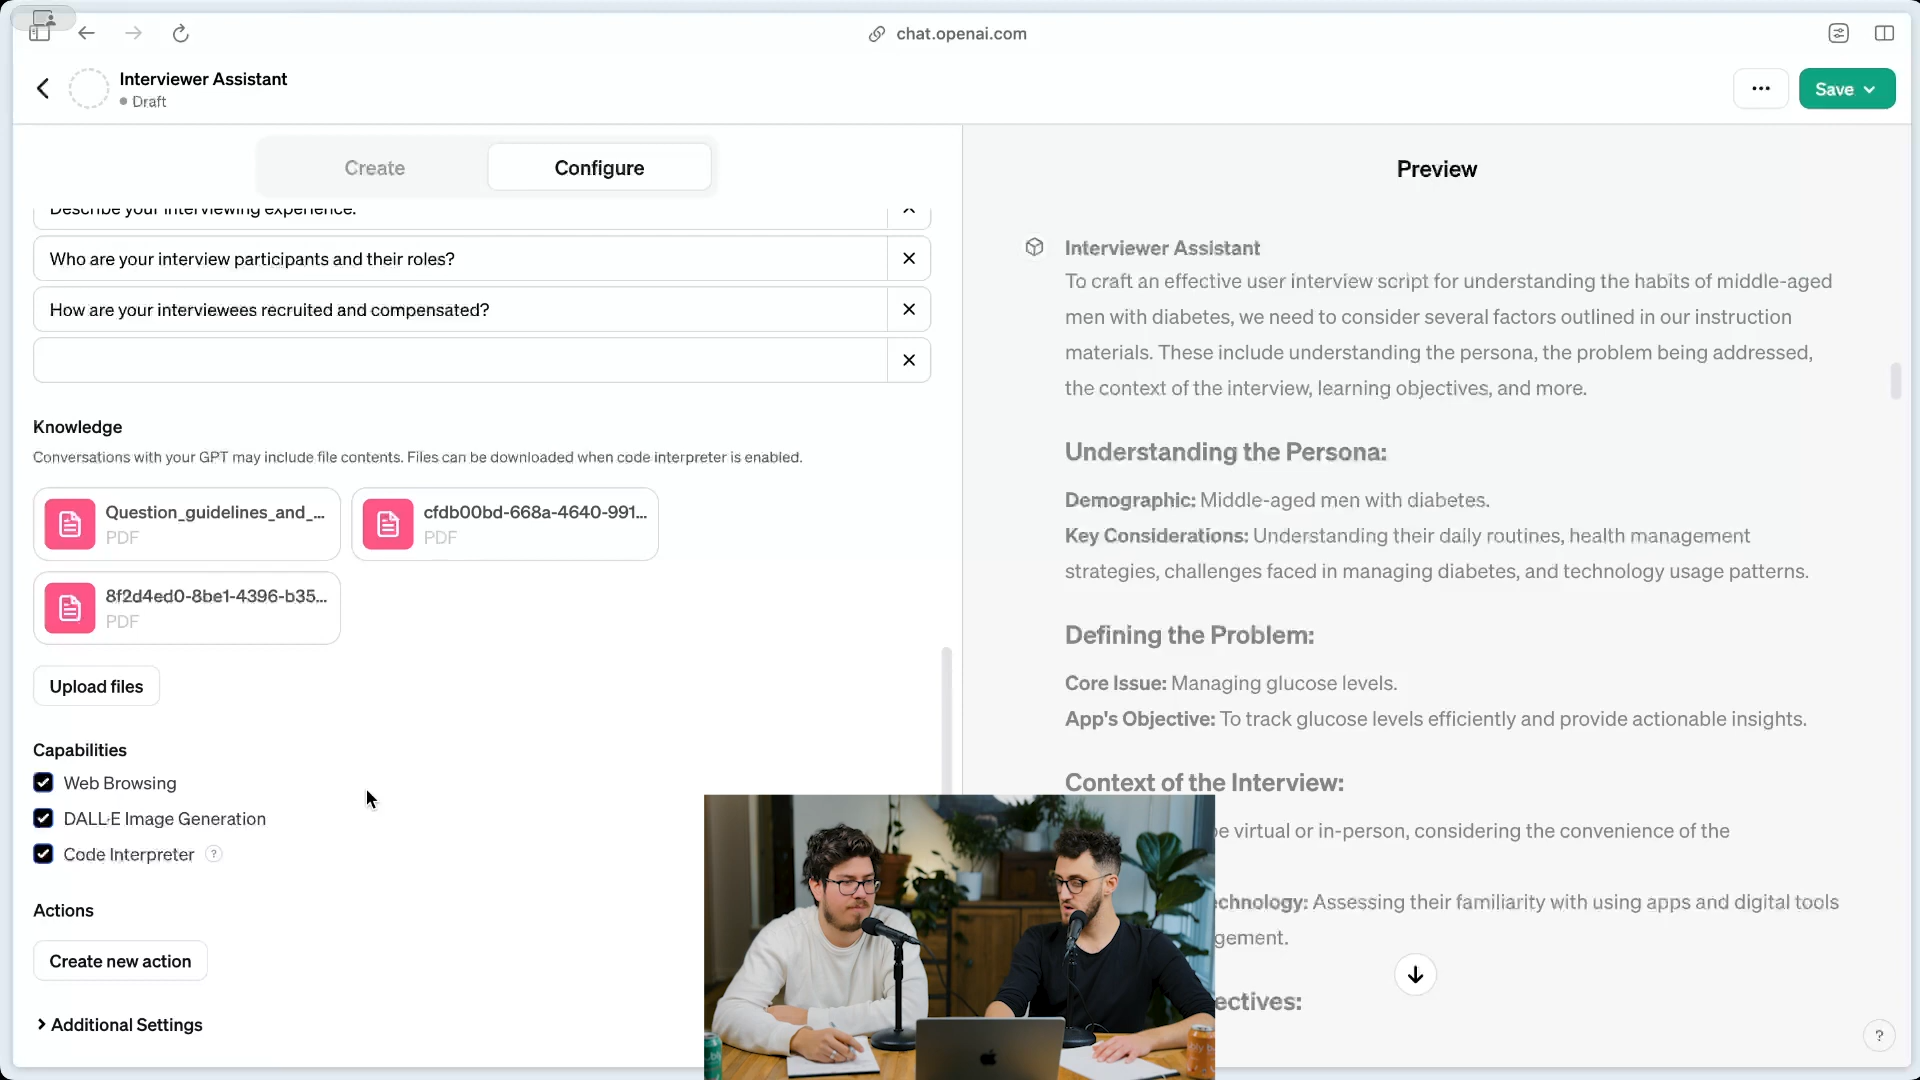 chat.openai.com
Interviewer Assistant
Draft
Save
Create
Configure
Preview
Describe your interviewing experience.
Who are your interview participants and their roles?
How are your interviewees recruited and compensated?
Knowledge
Conversations with your GPT may include file contents. Files can be downloaded when code interpreter is enabled.
Question_guidelines_and_...
PDF
cfdb00bd-668a-4640-991...
PDF
8f2d4ed0-8be1-4396-b35...
PDF
Upload files
Capabilities
Web Browsing
DALL·E Image Generation
Code Interpreter ?
Actions
Create new action
Additional Settings
Interviewer Assistant
To craft an effective user interview script for understanding the habits of middle-aged
men with diabetes, we need to consider several factors outlined in our instruction
materials. These include understanding the persona, the problem being addressed,
the context of the interview, learning objectives, and more.
Understanding the Persona:
Demographic: Middle-aged men with diabetes.
Key Considerations: Understanding their daily routines, health management
strategies, challenges faced in managing diabetes, and technology usage patterns.
Defining the Problem:
Core Issue: Managing glucose levels.
App's Objective: To track glucose levels efficiently and provide actionable insights.
Context of the Interview:
virtual or in-person, considering the convenience of the
Assessing their familiarity with using apps and digital tools
?